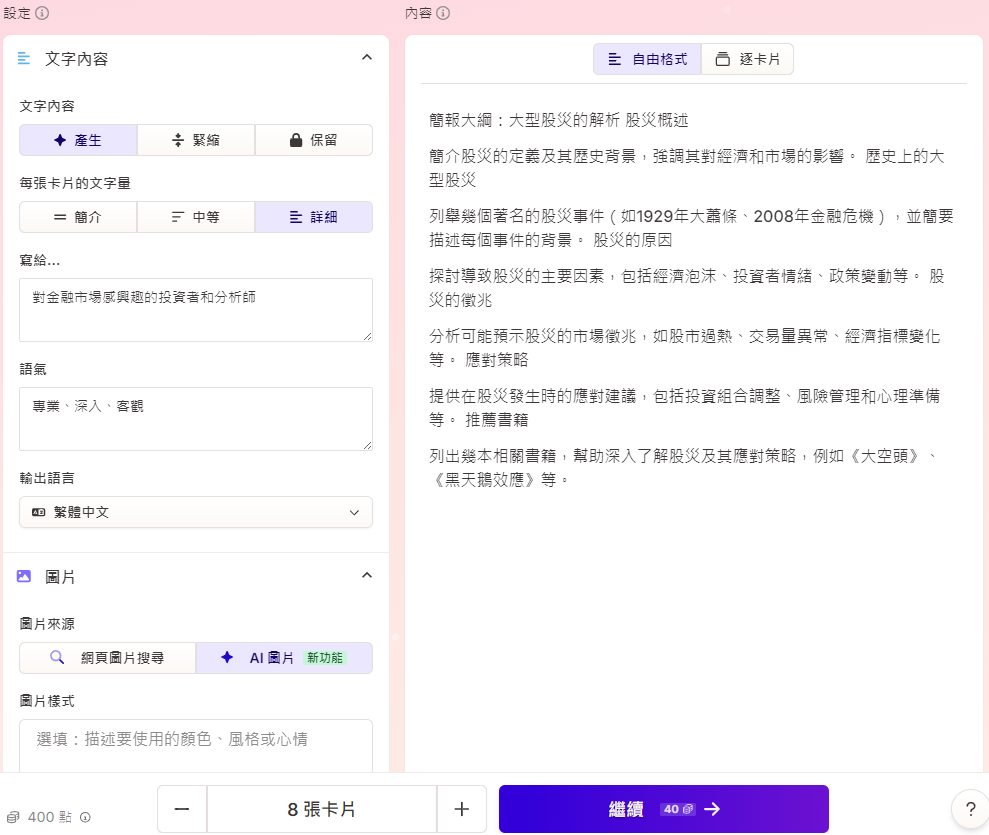 設定
內容
文字內容
文字內容
產生 緊縮 保留
每張卡片的文字量
簡介 中等 詳細
寫給...
對金融市場感興趣的投資者和分析師
語氣
專業、深入、客觀
輸出語言
繁體中文
圖片
圖片來源
網頁圖片搜尋 AI 圖片 新功能
圖片樣式
選填：描述要使用的顏色、風格或心情
自由格式 逐卡片
簡報大綱：大型股災的解析 股災概述
簡介股災的定義及其歷史背景，強調其對經濟和市場的影響。 歷史上的大
型股災
列舉幾個著名的股災事件（如1929年大蕭條、2008年金融危機），並簡要
描述每個事件的背景。 股災的原因
探討導致股災的主要因素，包括經濟泡沫、投資者情緒、政策變動等。 股
災的徵兆
分析可能預示股災的市場徵兆，如股市過熱、交易量異常、經濟指標變化
等。 應對策略
提供在股災發生時的應對建議，包括投資組合調整、風險管理和心理準備
等。 推薦書籍
列出幾本相關書籍，幫助深入了解股災及其應對策略，例如《大空頭》、
《黑天鵝效應》等。
400 點
8 張卡片
繼續 40
?